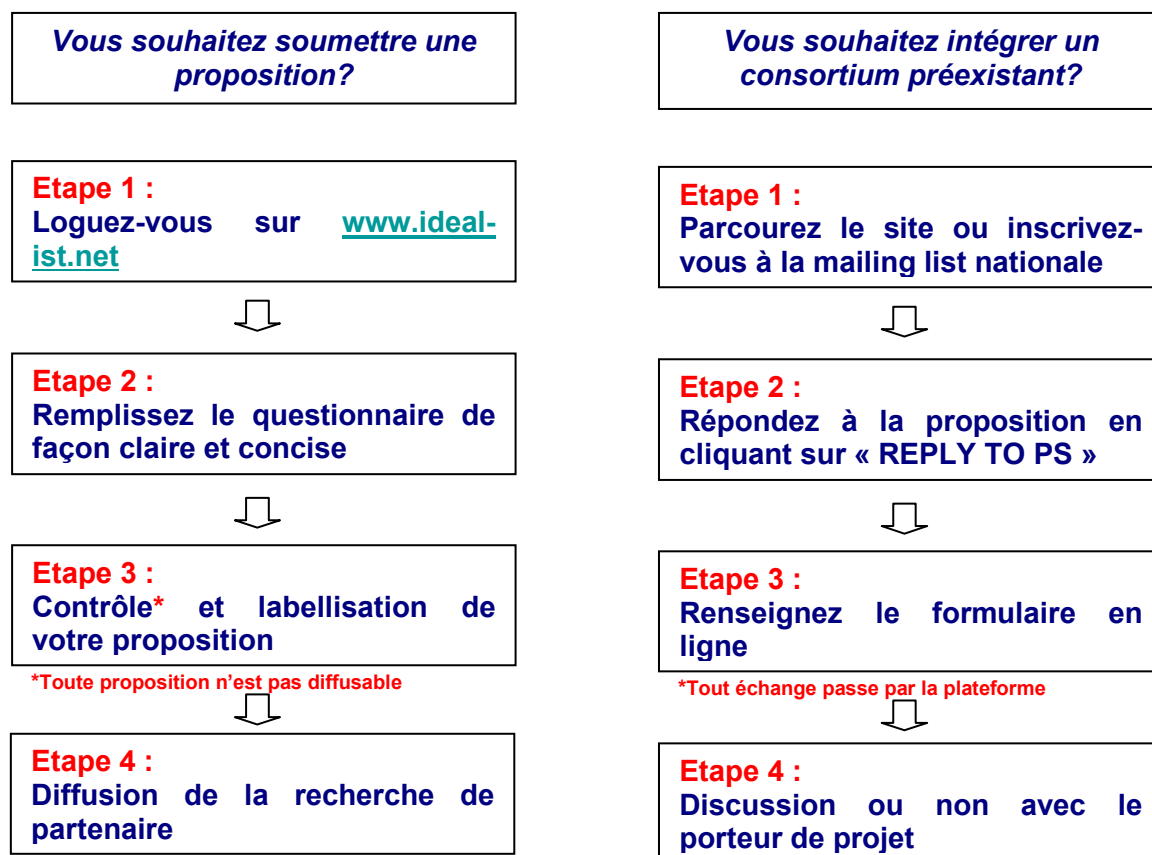 Vous souhaitez soumettre une
proposition?
Etape 1 :
Loguez-vous sur www.ideal-
ist.net
Etape 2 :
Remplissez le questionnaire de
façon claire et concise
Etape 3 :
Contrôle* et labellisation de
votre proposition
*Toute proposition n’est pas diffusable
Etape 4 :
Diffusion de la recherche de
partenaire
Vous souhaitez intégrer un
consortium préexistant?
Etape 1 :
Parcourez le site ou inscrivez-
vous à la mailing list nationale
Etape 2 :
Répondez à la proposition en
cliquant sur « REPLY TO PS »
Etape 3 :
Renseignez le formulaire en
ligne
*Tout échange passe par la plateforme
Etape 4 :
Discussion ou non avec le
porteur de projet